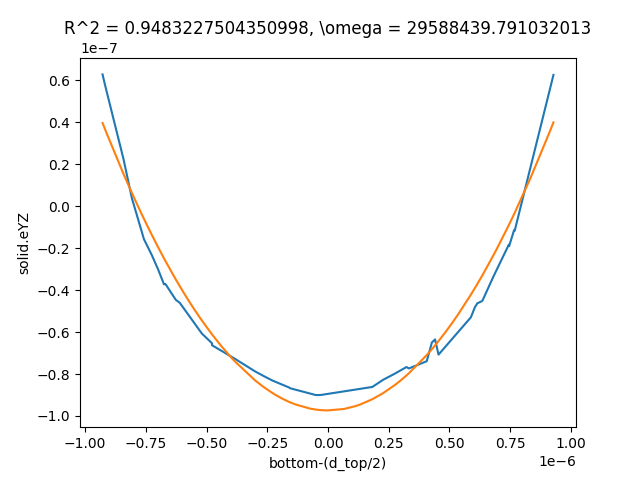 R^2 = 0.9483227504350998, \omega = 29588439.791032013
1e−7
0.6
0.4
0.2
0.0
−0.2
−0.4
−0.6
−0.8
−1.0
solid.eYZ
−1.00 −0.75 −0.50 −0.25 0.00 0.25 0.50 0.75 1.00
bottom-(d_top/2)
1e−6